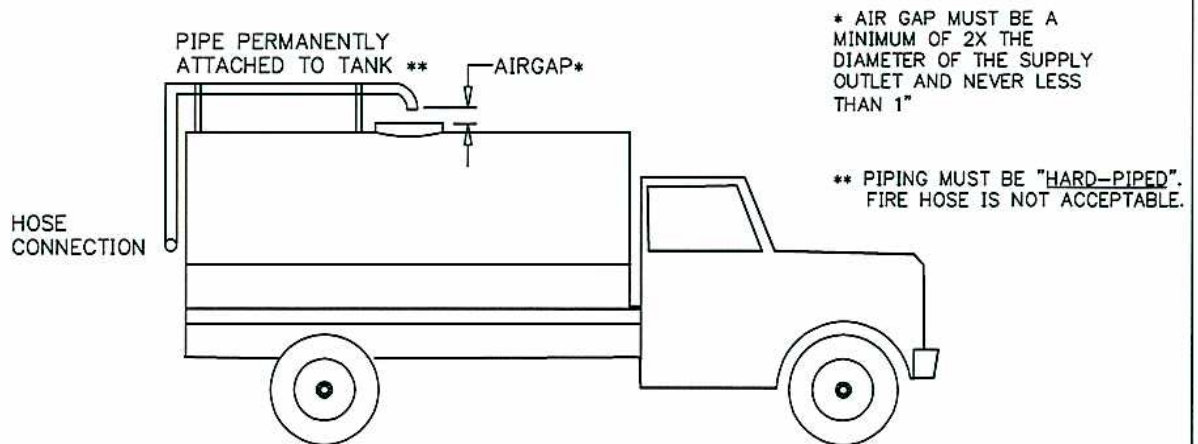 PIPE PERMANENTLY
ATTACHED TO TANK **
AIRGAP*
* AIR GAP MUST BE A
MINIMUM OF 2X THE
DIAMETER OF THE SUPPLY
OUTLET AND NEVER LESS
THAN 1"
** PIPING MUST BE "HARD-PIPED".
FIRE HOSE IS NOT ACCEPTABLE.
HOSE
CONNECTION